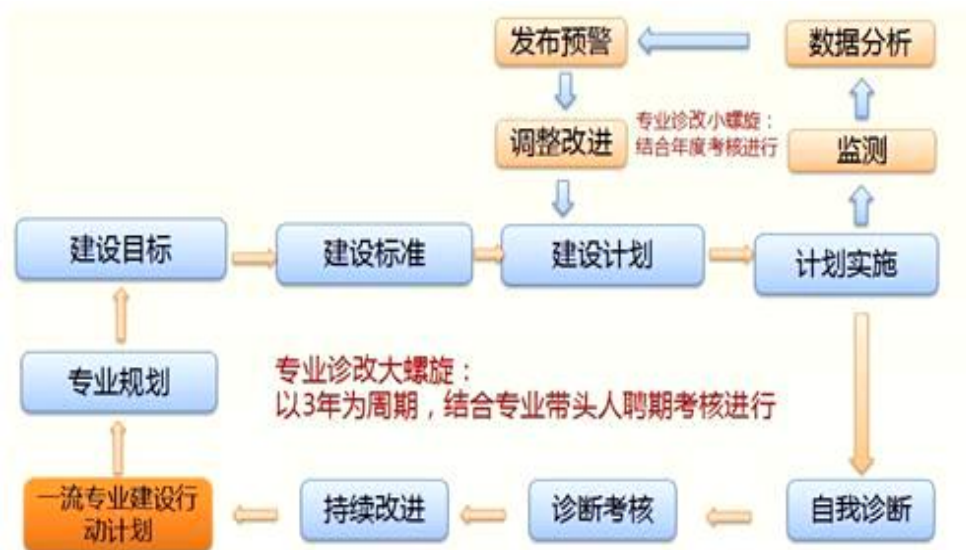 发布预警
数据分析
调整改进
专业诊改小螺旋：
结合年度考核进行
监测
建设目标
建设标准
建设计划
计划实施
专业规划
专业诊改大螺旋：
以3年为周期，结合专业带头人聘期考核进行
一流专业建设行
动计划
持续改进
诊断考核
自我诊断